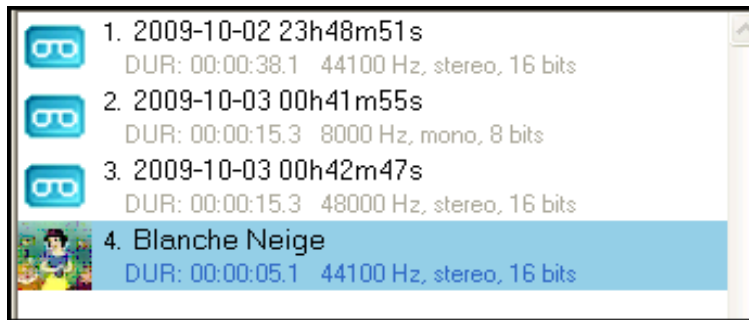 1. 2009-10-02 23h48m51s
DUR: 00:00:38.1 44100 Hz, stereo, 16 bits
2. 2009-10-03 00h41m55s
DUR: 00:00:15.3 8000 Hz, mono, 8 bits
3. 2009-10-03 00h42m47s
DUR: 00:00:15.3 48000 Hz, stereo, 16 bits
4. Blanche Neige
DUR: 00:00:05.1 44100 Hz, stereo, 16 bits